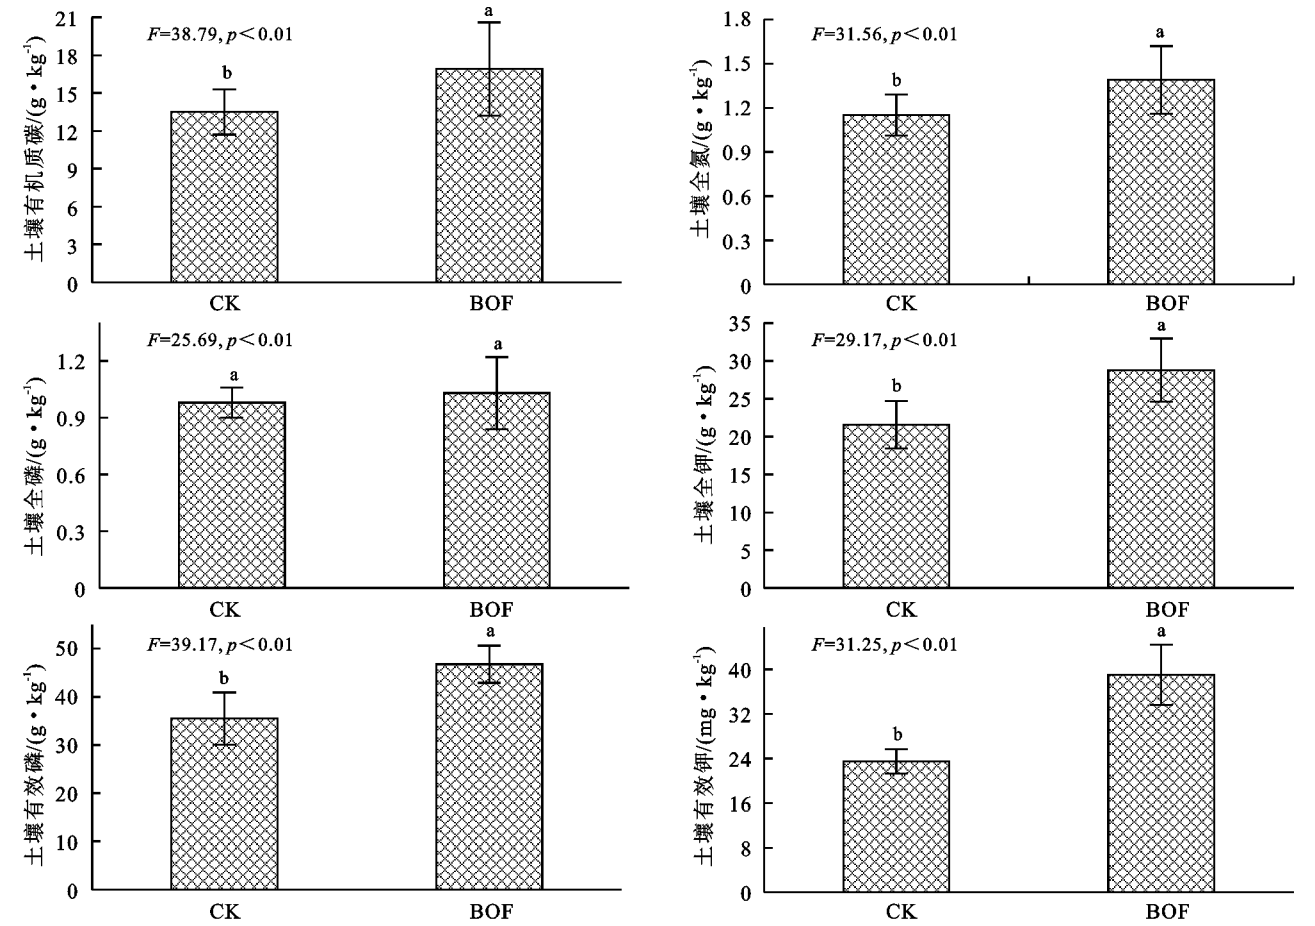 土壤有机质碳/(g·kg⁻¹)
21
18
15
12
9
6
3
0
F=38.79, p<0.01
b
a
CK
BOF
土壤全氮/(g·kg⁻¹)
1.8
1.5
1.2
0.9
0.6
0.3
0
F=31.56, p<0.01
b
a
CK
BOF
土壤全磷/(g·kg⁻¹)
1.2
0.9
0.6
0.3
0
F=25.69, p<0.01
a
a
CK
BOF
土壤全钾/(g·kg⁻¹)
35
30
25
20
15
10
5
0
F=29.17, p<0.01
b
a
CK
BOF
土壤有效磷/(g·kg⁻¹)
50
40
30
20
10
0
F=39.17, p<0.01
b
a
CK
BOF
土壤有效钾/(mg·kg⁻¹)
40
32
24
16
8
0
F=31.25, p<0.01
b
a
CK
BOF